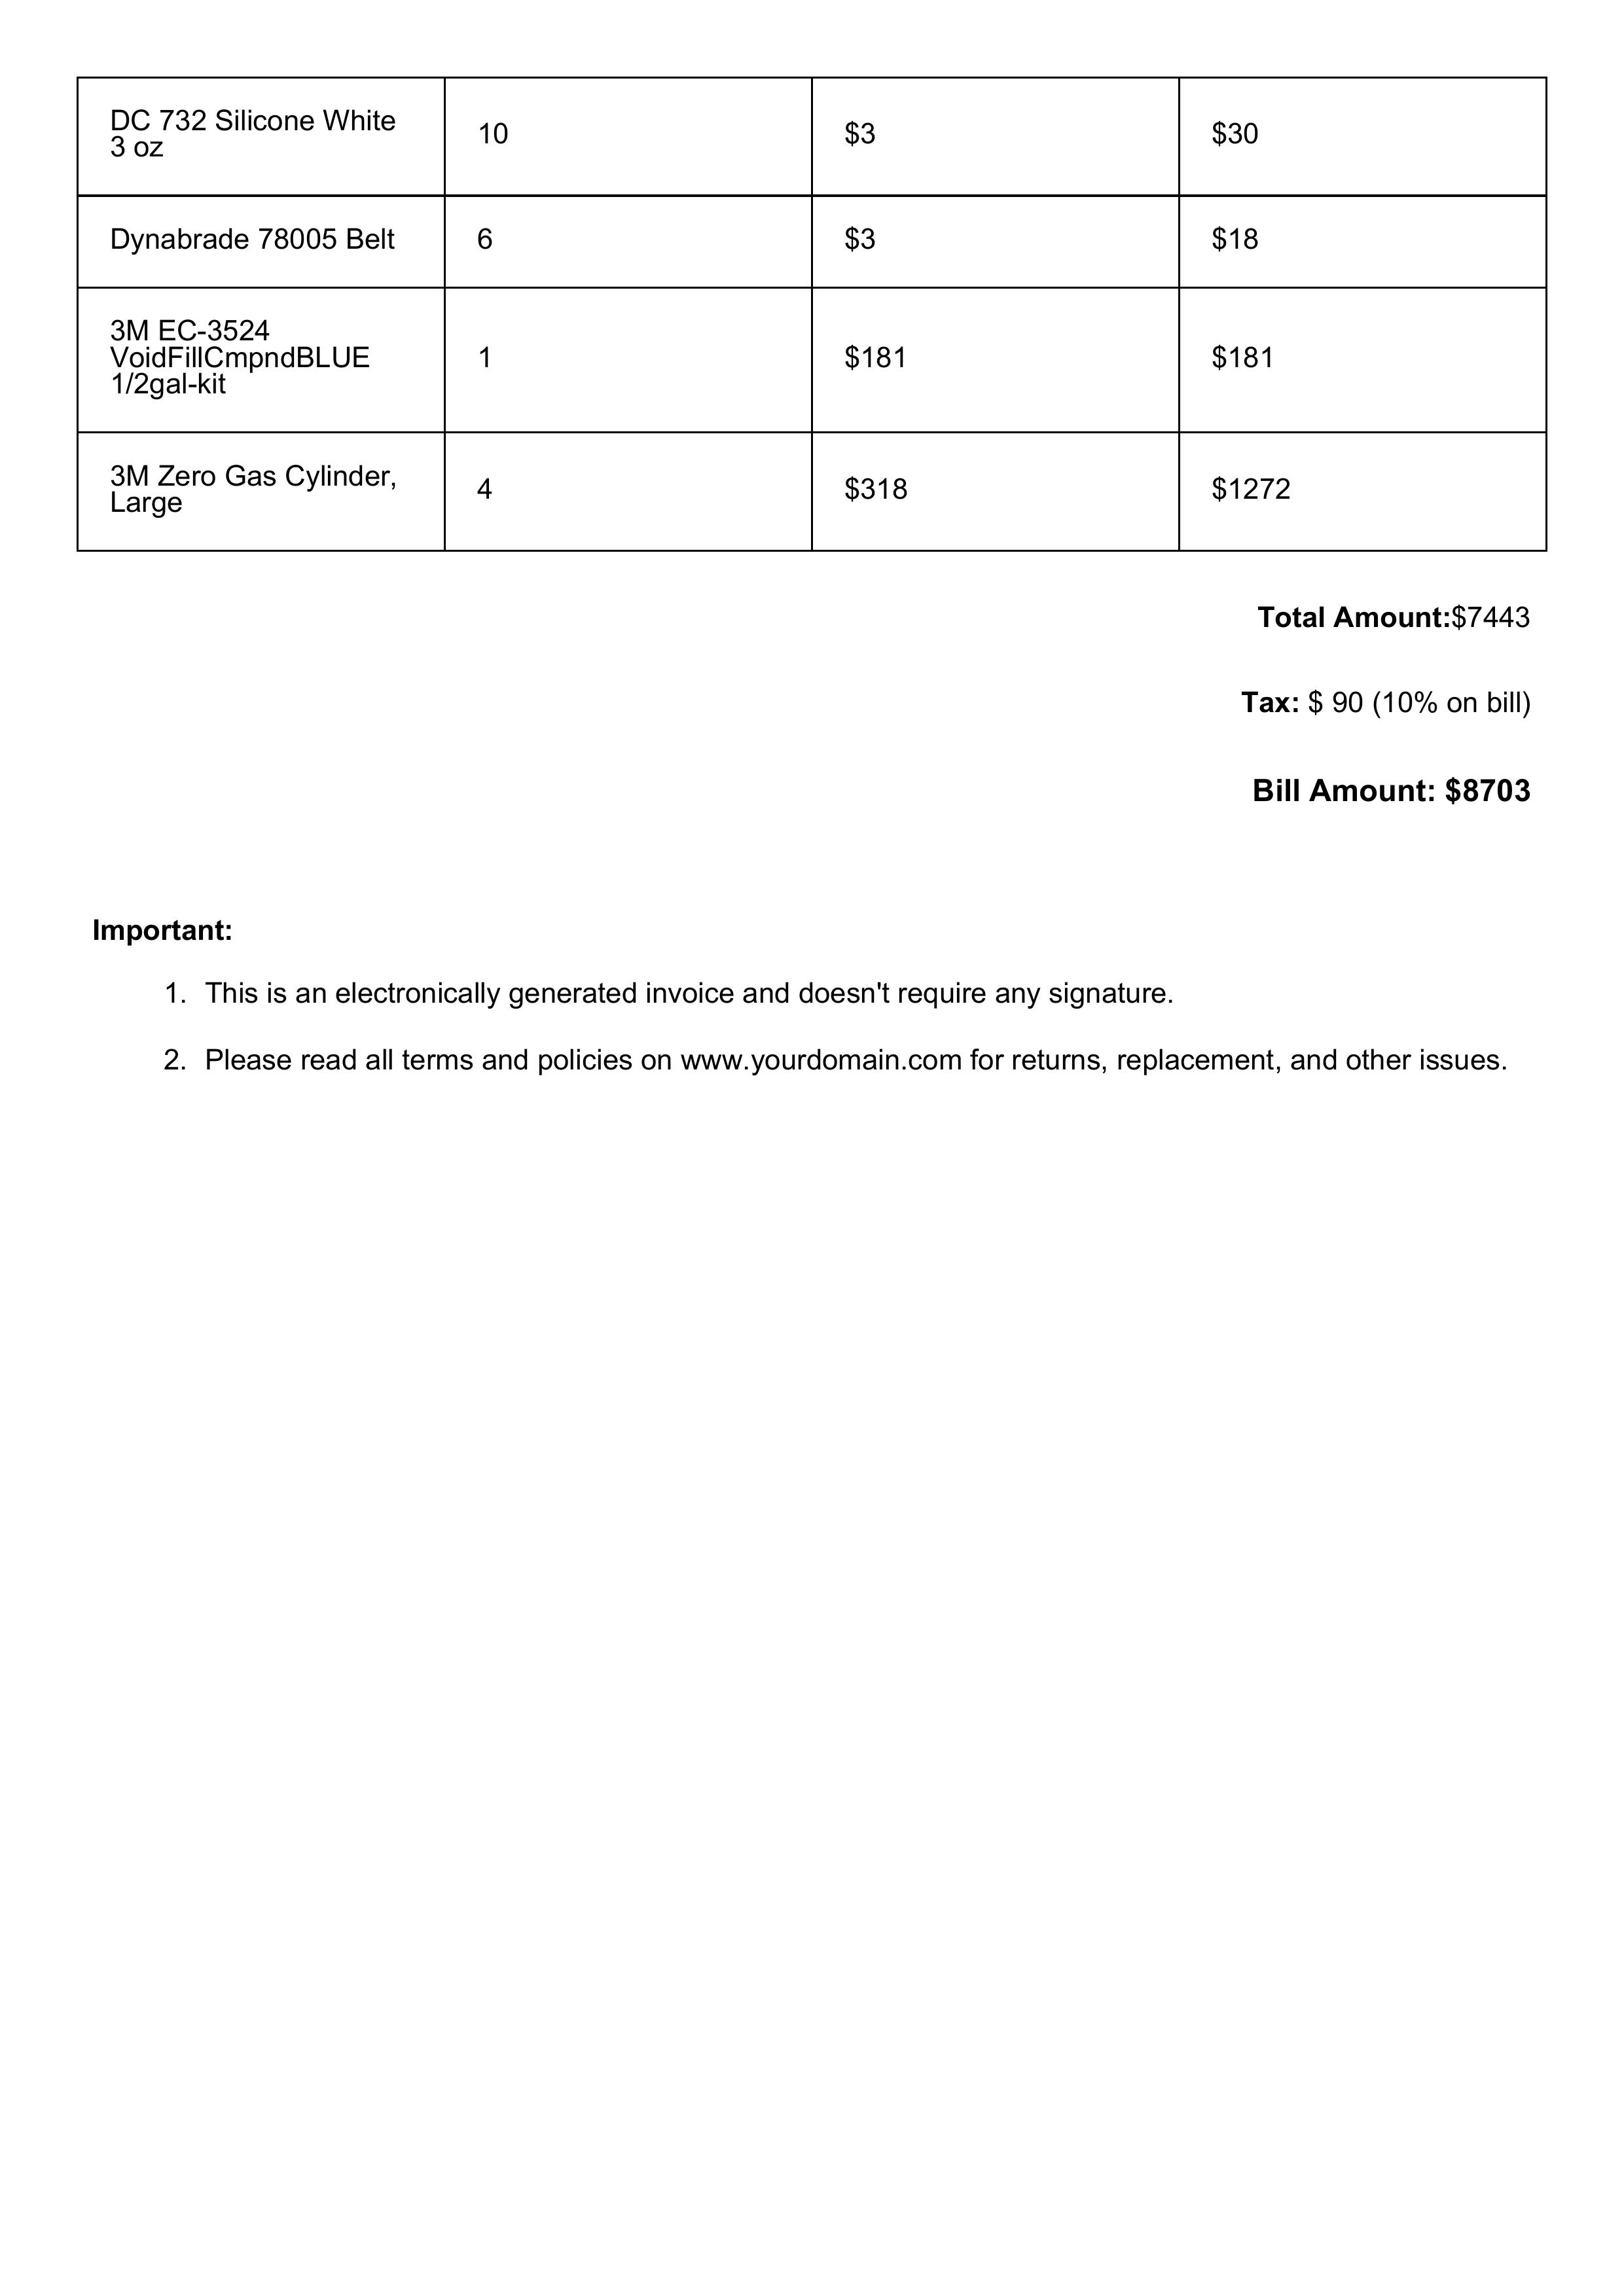 DC 732 Silicone White
3 oz
10
$3
$30
Dynabrade 78005 Belt
6
$3
$18
3M EC-3524
VoidFillCmpndBLUE
1/2gal-kit
1
$181
$181
3M Zero Gas Cylinder,
Large
4
$318
$1272
Total Amount:$7443
Tax: $ 90 (10% on bill)
Bill Amount: $8703
Important:
1. This is an electronically generated invoice and doesn't require any signature.
2. Please read all terms and policies on www.yourdomain.com for returns, replacement, and other issues.